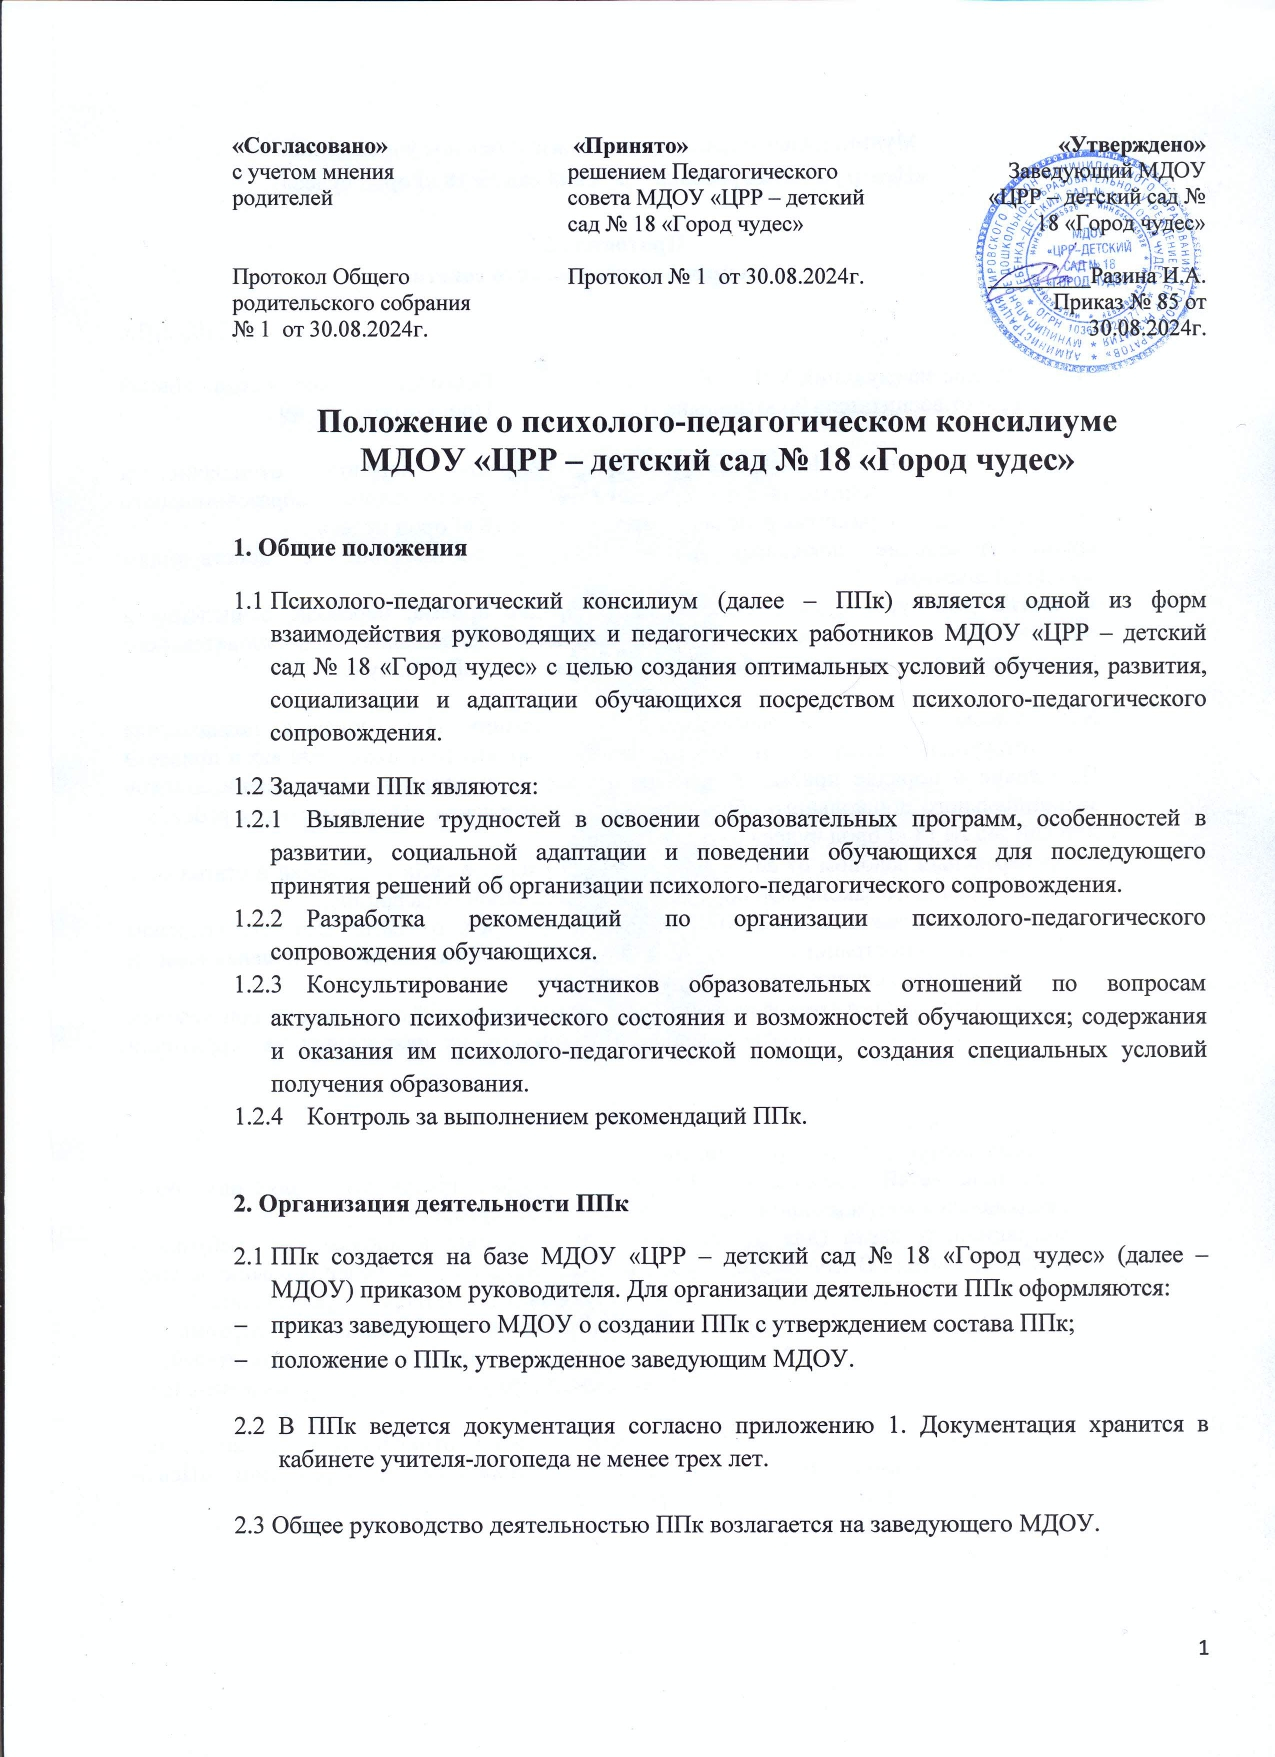 «Согласовано»
с учетом мнения
родителей
Протокол Общего
родительского собрания
№ 1 от 30.08.2024г.
«Принято»
решением Педагогического
совета МДОУ «ЦРР – детский
сад № 18 «Город чудес»
Протокол № 1 от 30.08.2024г.
«Утверждено»
Заведующий МДОУ
«ЦРР – детский сад №
18 «Город чудес»
Разина И.А.
Приказ № 85 от
30.08.2024г.
МДОУ
«ЦРР–ДЕТСКИЙ
САД № 18
«ГОРОД ЧУДЕС»
Положение о психолого-педагогическом консилиуме
МДОУ «ЦРР – детский сад № 18 «Город чудес»
1. Общие положения
1.1 Психолого-педагогический консилиум (далее – ППк) является одной из форм
взаимодействия руководящих и педагогических работников МДОУ «ЦРР – детский
сад № 18 «Город чудес» с целью создания оптимальных условий обучения, развития,
социализации и адаптации обучающихся посредством психолого-педагогического
сопровождения.
1.2 Задачами ППк являются:
1.2.1 Выявление трудностей в освоении образовательных программ, особенностей в
развитии, социальной адаптации и поведении обучающихся для последующего
принятия решений об организации психолого-педагогического сопровождения.
1.2.2 Разработка рекомендаций по организации психолого-педагогического
сопровождения обучающихся.
1.2.3 Консультирование участников образовательных отношений по вопросам
актуального психофизического состояния и возможностей обучающихся; содержания
и оказания им психолого-педагогической помощи, создания специальных условий
получения образования.
1.2.4 Контроль за выполнением рекомендаций ППк.
2. Организация деятельности ППк
2.1 ППк создается на базе МДОУ «ЦРР – детский сад № 18 «Город чудес» (далее –
МДОУ) приказом руководителя. Для организации деятельности ППк оформляются:
– приказ заведующего МДОУ о создании ППк с утверждением состава ППк;
– положение о ППк, утвержденное заведующим МДОУ.
2.2 В ППк ведется документация согласно приложению 1. Документация хранится в
кабинете учителя-логопеда не менее трех лет.
2.3 Общее руководство деятельностью ППк возлагается на заведующего МДОУ.
1